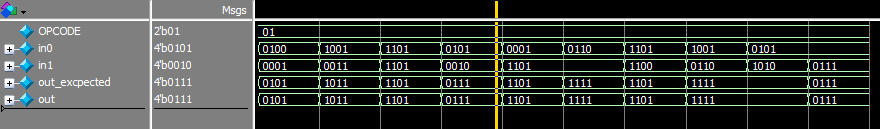 Msgs
OPCODE 2'b01 01
in0 4'b0101 0100 1001 1101 0101 0001 0110 1101 1001 0101
in1 4'b0010 0001 0011 1101 0010 1101 1100 0110 1010 0111
out_excpected 4'b0111 0101 1011 1101 0111 1101 1111 1101 1111 0111
out 4'b0111 0101 1011 1101 0111 1101 1111 1101 1111 0111